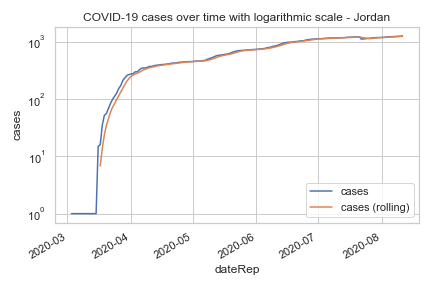 COVID-19 cases over time with logarithmic scale - Jordan
10³
10²
10¹
10⁰
cases
cases
cases (rolling)
2020-03
2020-04
2020-05
2020-06
2020-07
2020-08
dateRep